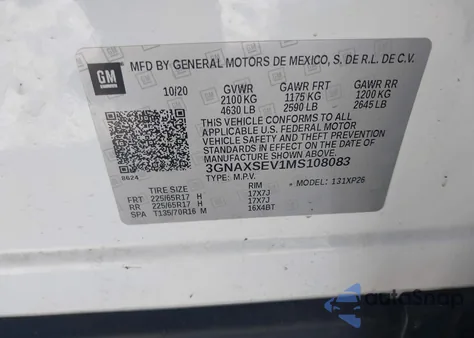 GM
MFD BY GENERAL MOTORS DE MEXICO, S. DE R.L. DE C.V.
10/20 GVWR GAWR FRT GAWR RR
2100 KG 1175 KG 1200 KG
4630 LB 2590 LB 2645 LB
THIS VEHICLE CONFORMS TO ALL
APPLICABLE U.S. FEDERAL MOTOR
VEHICLE SAFETY AND THEFT PREVENTION
STANDARDS IN EFFECT ON THE DATE OF
MANUFACTURE.
3GNAXSEV1MS108083
8624 TYPE: M.P.V. MODEL: 131XP26
TIRE SIZE RIM
FRT 225/65R17 H 17X7J
RR 225/65R17 H 17X7J
SPA T135/70R16 M 16X4BT
autoSnap